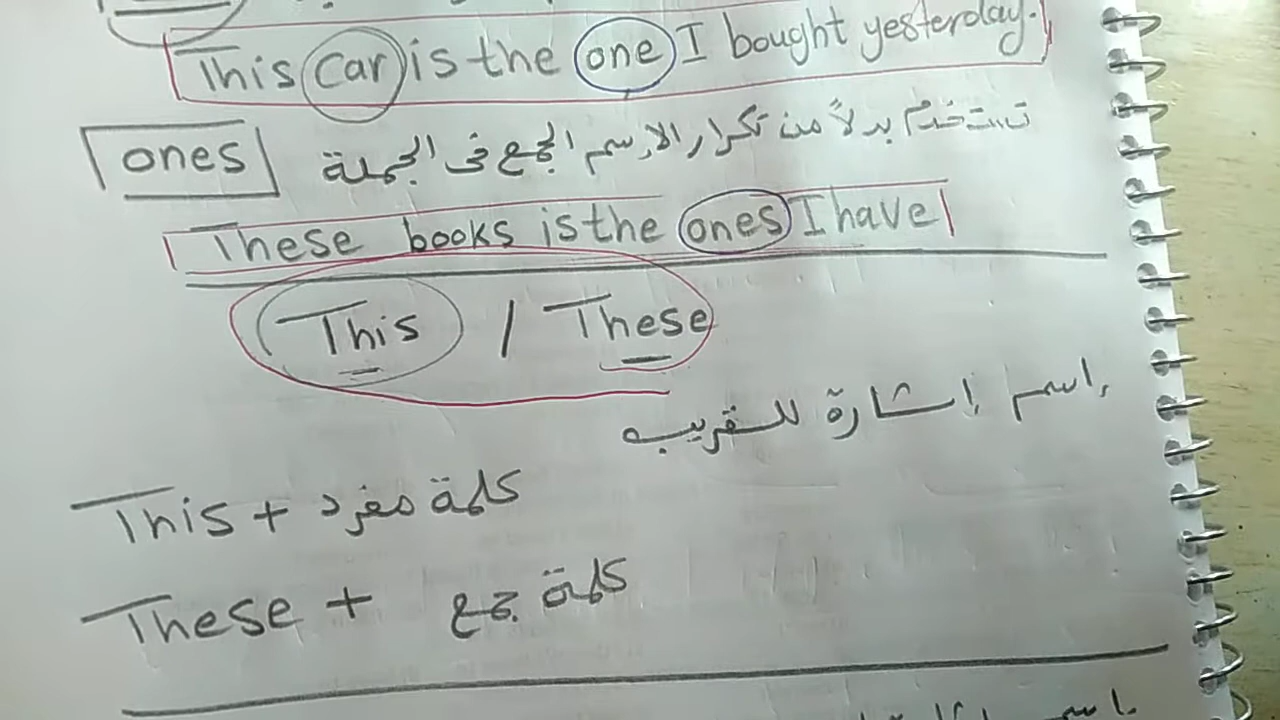 This car is the one I bought yesterday.
ones تستخدم بدلاً من تكرار الاسم الجمع فى الجملة
These books is the ones I have
This / These
اسم إشارة للقريب
This + كلمة مفرد
These + كلمة جمع